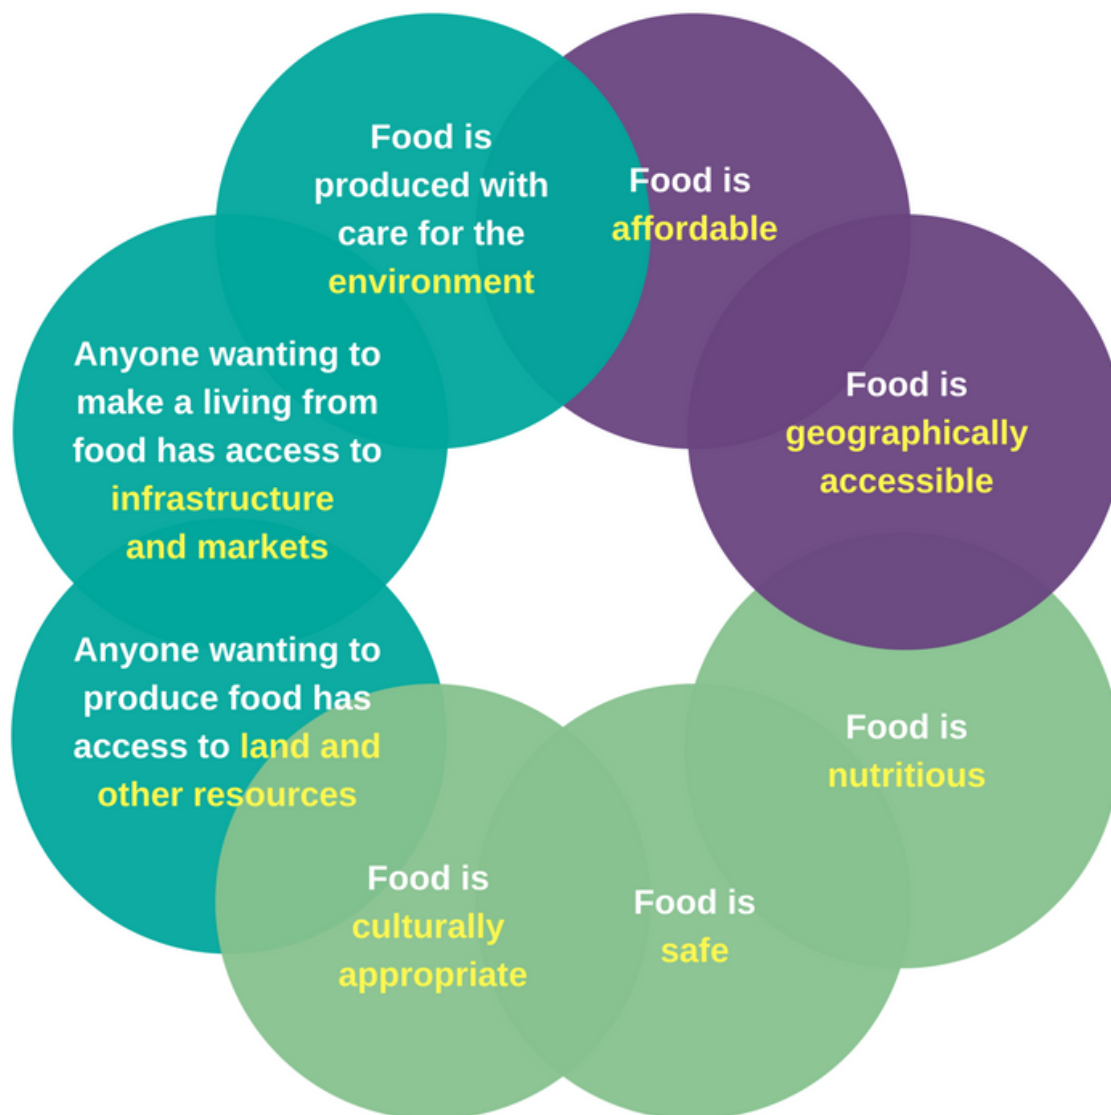 Food is
produced with
care for the
environment
Food is
affordable
Food is
geographically
accessible
Food is
nutritious
Food is
safe
Food is
culturally
appropriate
Anyone wanting to
produce food has
access to land and
other resources
Anyone wanting to
make a living from
food has access to
infrastructure
and markets